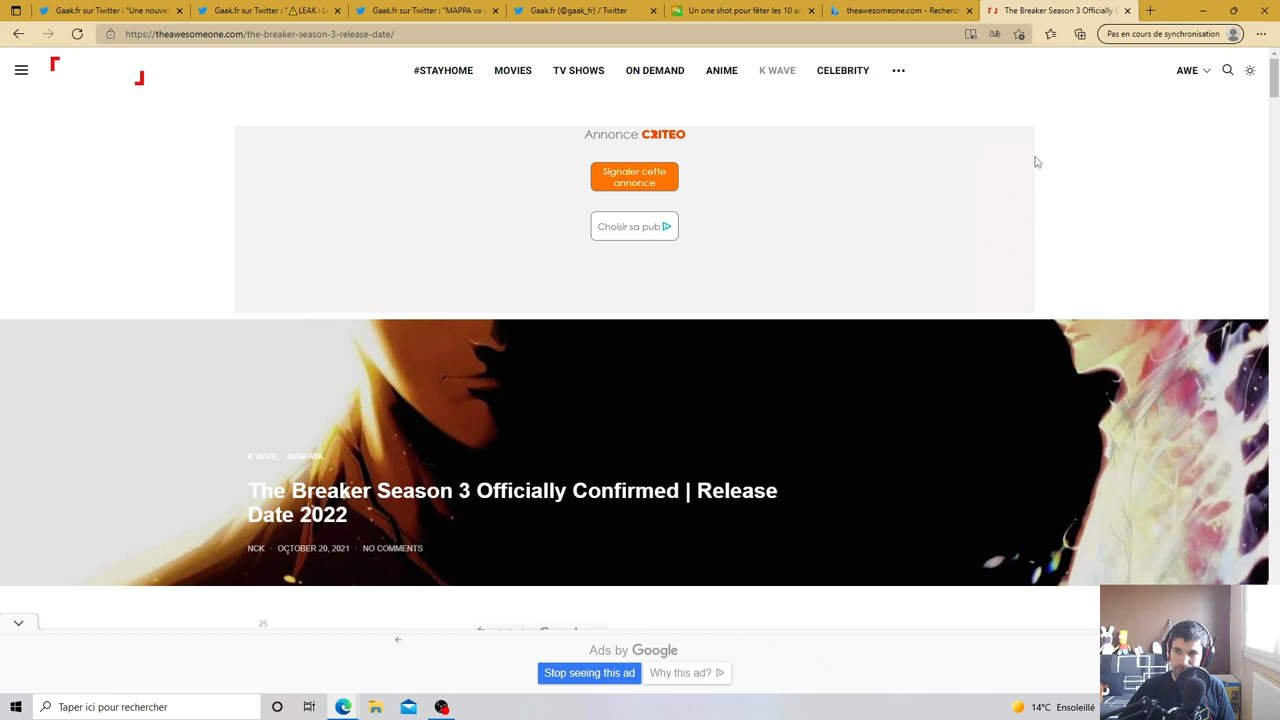 Gaak.fr sur Twitter : "Une nouvel
Gaak.fr sur Twitter : "⚠LEAK : Le
Gaak.fr sur Twitter : "MAPPA va c
Gaak.fr (@gaak_fr) / Twitter
Un one shot pour fêter les 10 an
theawesomeone.com - Recherch
The Breaker Season 3 Officially C
https://theawesomeone.com/the-breaker-season-3-release-date/
Pas en cours de synchronisation
#STAYHOME MOVIES TV SHOWS ON DEMAND ANIME K WAVE CELEBRITY
AWE
Annonce CRITEO
Signaler cette
annonce
Choisir sa pub
K WAVE, MANHWA
The Breaker Season 3 Officially Confirmed | Release
Date 2022
NCK · OCTOBER 20, 2021 · NO COMMENTS
25
Ads by Google
Stop seeing this ad
Why this ad?
Taper ici pour rechercher
14°C Ensoleillé